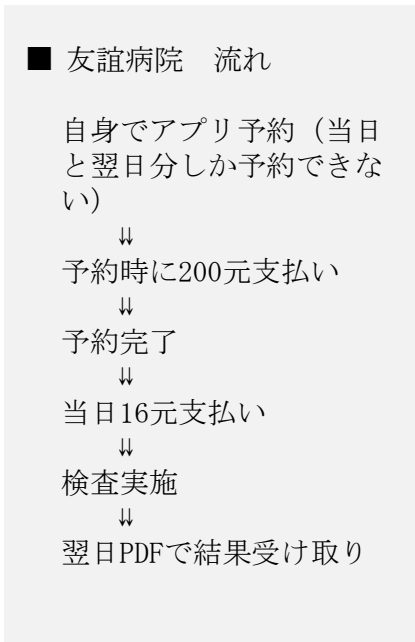 ■ 友誼病院　流れ
自身でアプリ予約（当日
と翌日分しか予約できな
い）
⇊
予約時に200元支払い
⇊
予約完了
⇊
当日16元支払い
⇊
検査実施
⇊
翌日PDFで結果受け取り